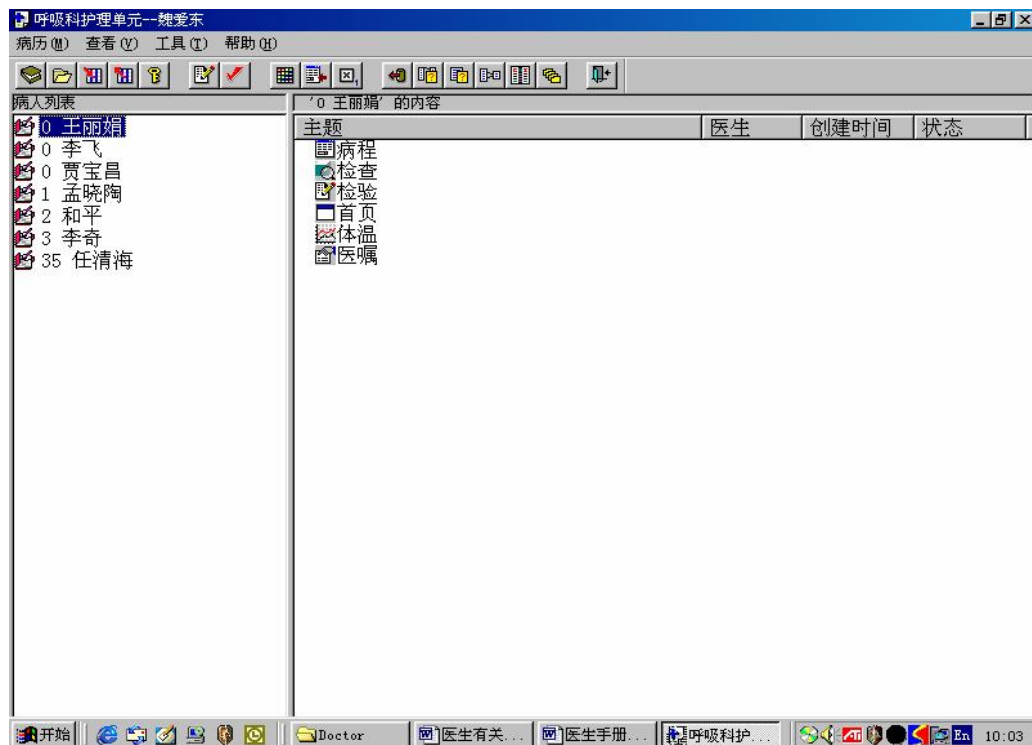 呼吸科护理单元--魏爱东
病历(M) 查看(V) 工具(T) 帮助(H)
病人列表
'0 王丽娟' 的内容
主题 医生 创建时间 状态
0 王丽娟
0 李飞
0 贾宝昌
1 孟晓陶
2 和平
3 李奇
35 任清海
病程
检查
检验
首页
体温
医嘱
开始 Doctor 医生有关... 医生手册... 呼吸科护... ATI En 10:03